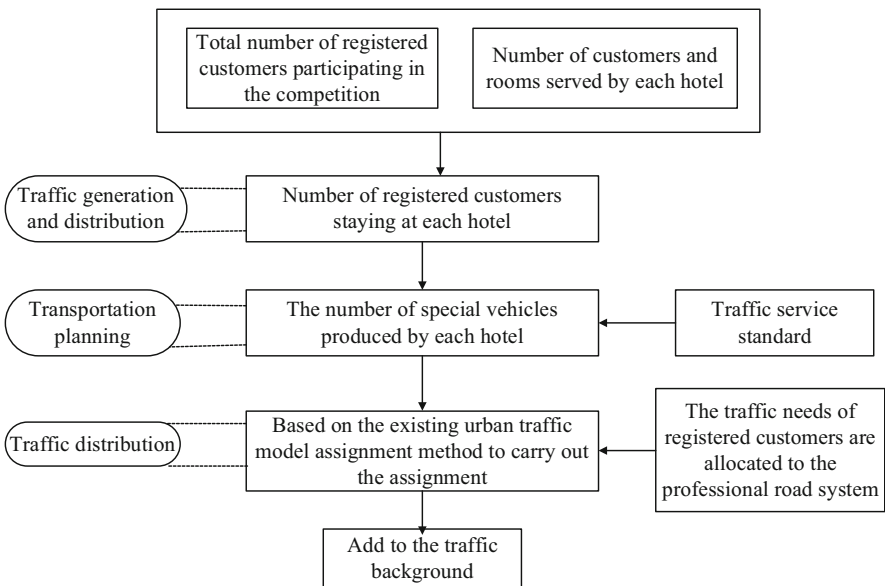 Total number of registered
customers participating in
the competition
Number of customers and
rooms served by each hotel
Traffic generation
and distribution
Number of registered customers
staying at each hotel
Transportation
planning
The number of special vehicles
produced by each hotel
Traffic service
standard
Traffic distribution
Based on the existing urban traffic
model assignment method to carry out
the assignment
The traffic needs of
registered customers are
allocated to the
professional road system
Add to the traffic
background